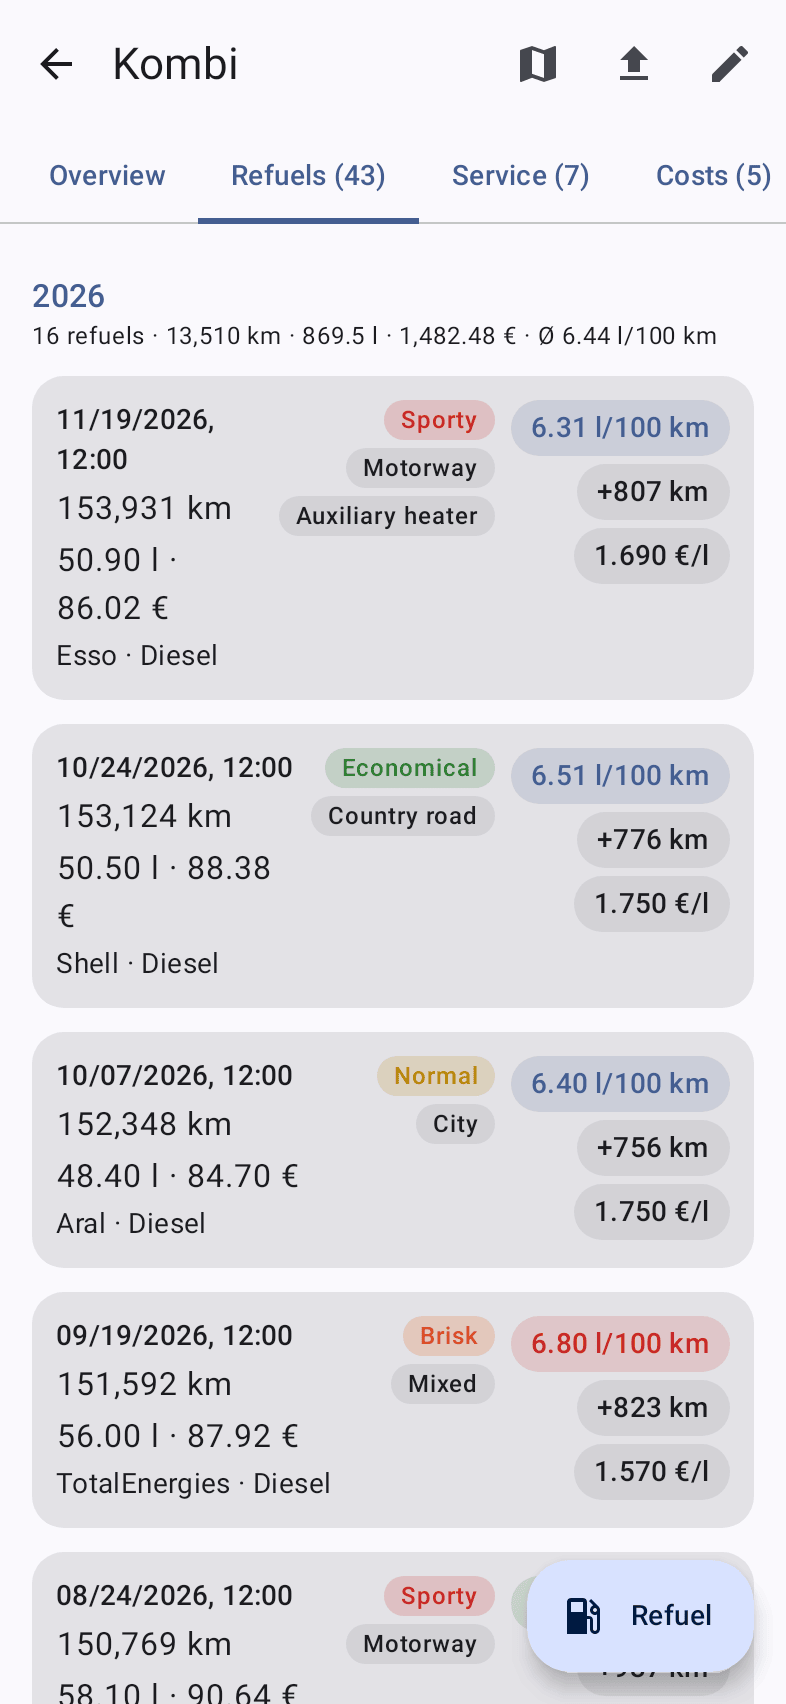 Kombi
Overview
Refuels (43)
Service (7)
Costs (5)
2026
16 refuels · 13,510 km · 869.5 l · 1,482.48 € · Ø 6.44 l/100 km
11/19/2026,
12:00
153,931 km
50.90 l ·
86.02 €
Esso · Diesel
Sporty
Motorway
Auxiliary heater
6.31 l/100 km
+807 km
1.690 €/l
10/24/2026, 12:00
153,124 km
50.50 l · 88.38
€
Shell · Diesel
Economical
Country road
6.51 l/100 km
+776 km
1.750 €/l
10/07/2026, 12:00
152,348 km
48.40 l · 84.70 €
Aral · Diesel
Normal
City
6.40 l/100 km
+756 km
1.750 €/l
09/19/2026, 12:00
151,592 km
56.00 l · 87.92 €
TotalEnergies · Diesel
Brisk
Mixed
6.80 l/100 km
+823 km
1.570 €/l
08/24/2026, 12:00
150,769 km
58.10 l · 90.64 €
Sporty
Motorway
Refuel